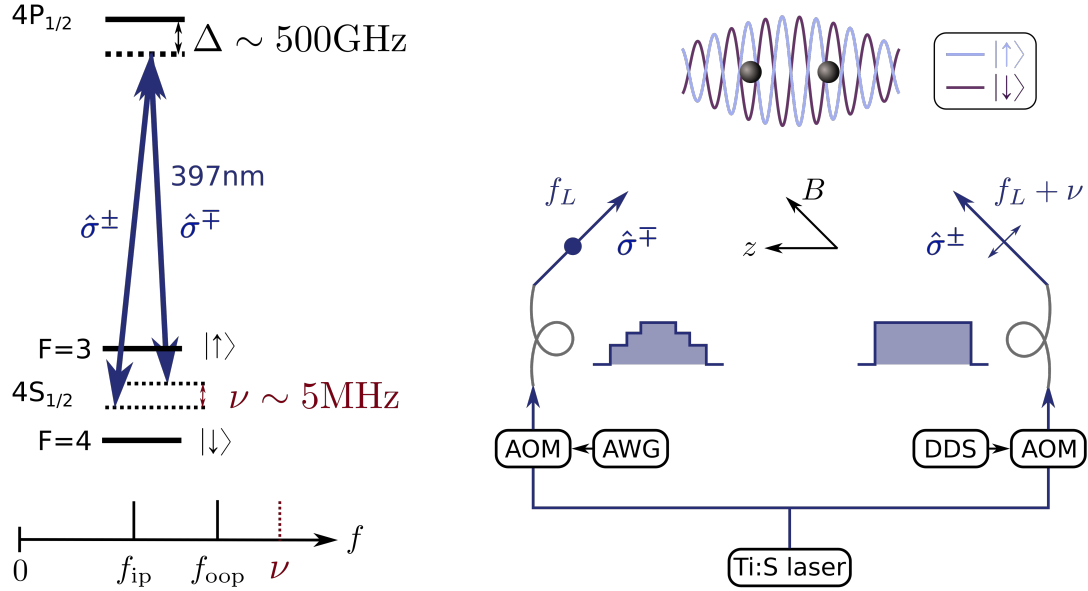 4P1/2
Δ ∼ 500GHz
397nm
σ̂±
σ̂∓
F=3
|↑⟩
4S1/2
ν ∼ 5MHz
F=4
|↓⟩
0
fip
foop
ν
f
|↑⟩
|↓⟩
fL
B
fL + ν
σ̂∓
z
σ̂±
AOM
AWG
DDS
AOM
Ti:S laser